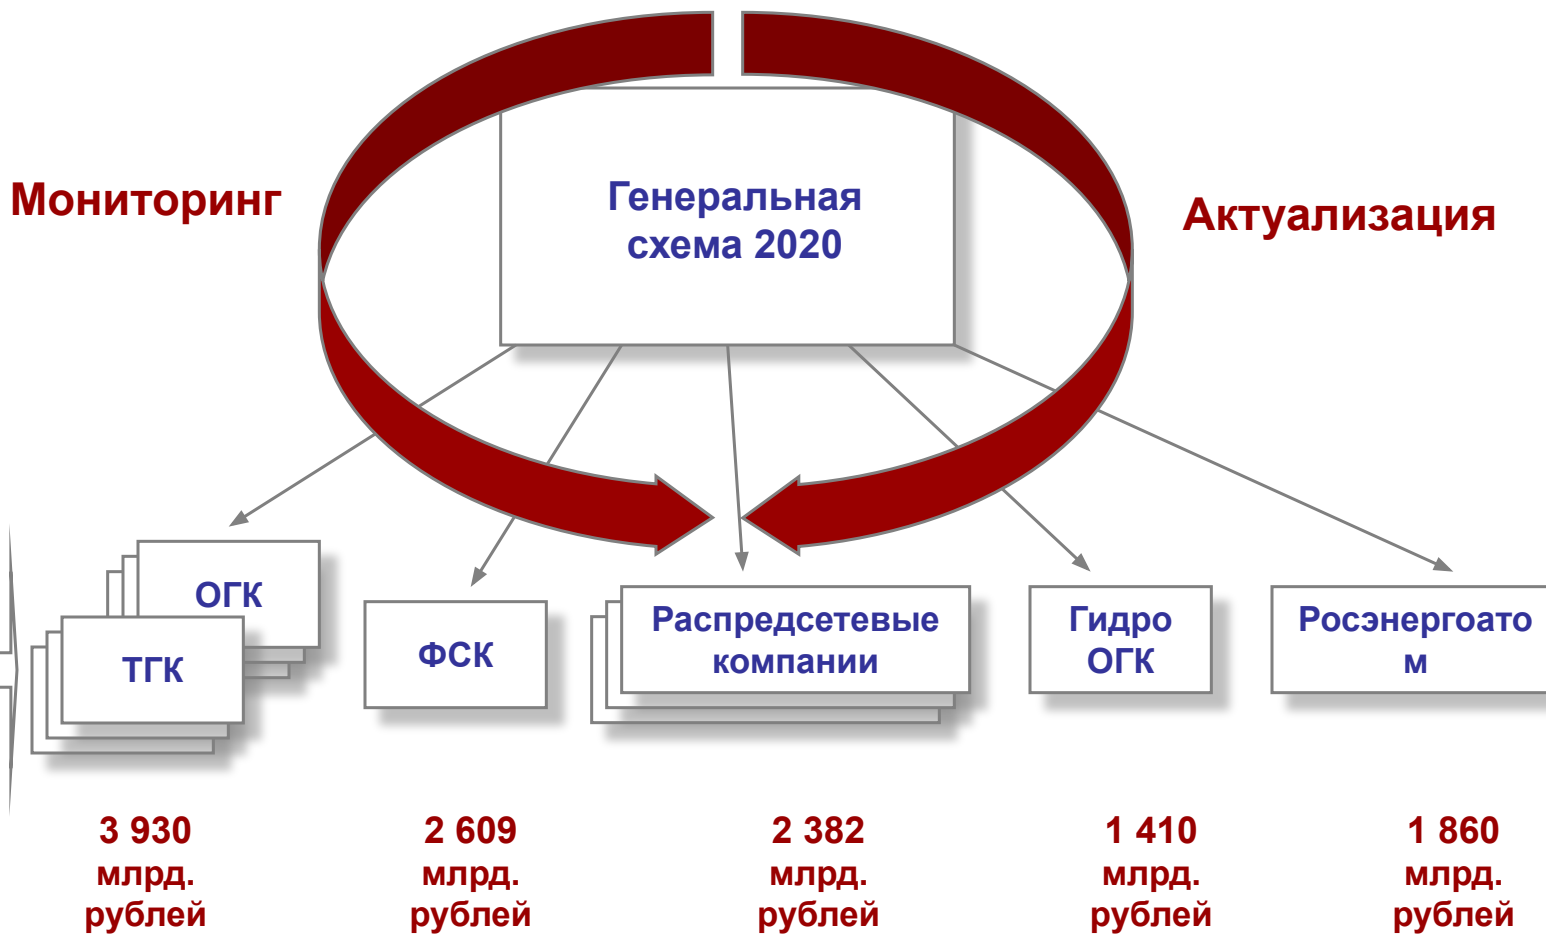 Мониторинг
Генеральная
схема 2020
Актуализация
ОГК
ТГК
ФСК
Распредсетевые
компании
Гидро
ОГК
Росэнергоато
м
3 930
млрд.
рублей
2 609
млрд.
рублей
2 382
млрд.
рублей
1 410
млрд.
рублей
1 860
млрд.
рублей